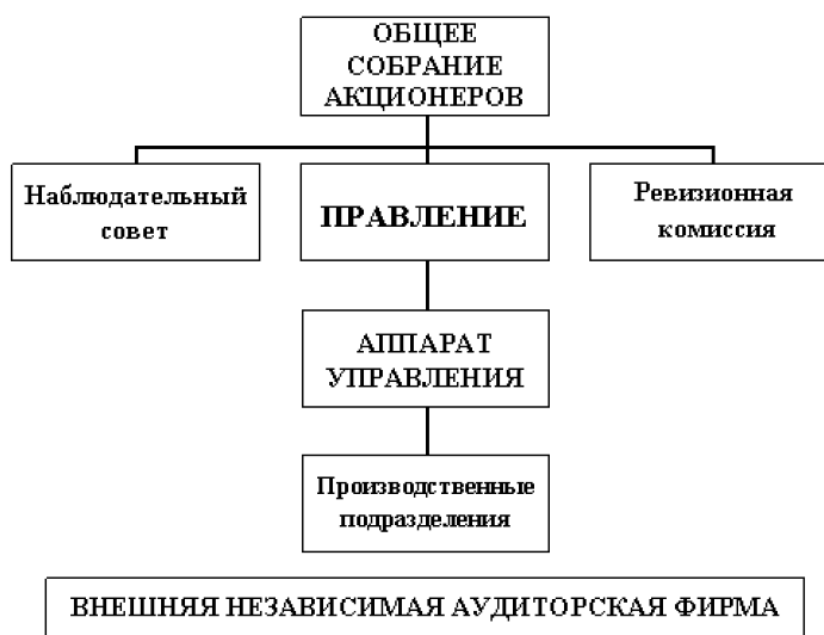 ОБЩЕЕ
СОБРАНИЕ
АКЦИОНЕРОВ
Наблюдательный
совет
ПРАВЛЕНИЕ
Ревизионная
комиссия
АППАРАТ
УПРАВЛЕНИЯ
Производственные
подразделения
ВНЕШНЯЯ НЕЗАВИСИМАЯ АУДИТОРСКАЯ ФИРМА